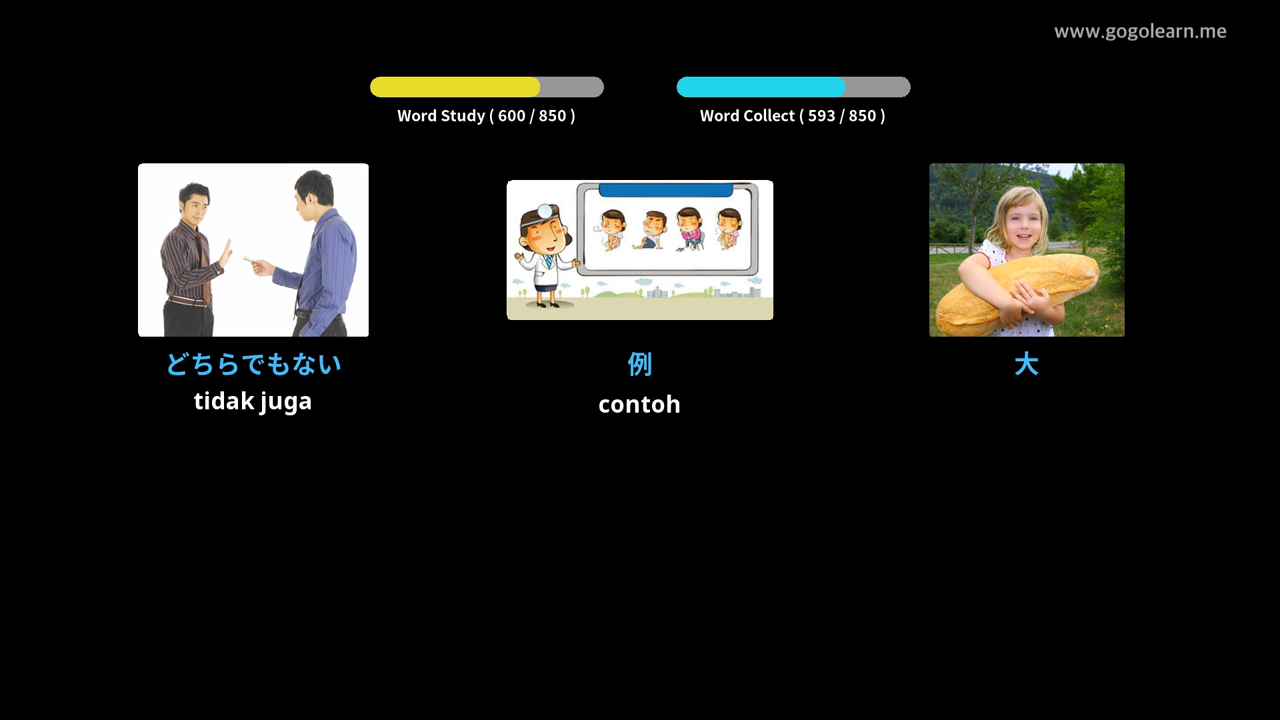 www.gogolearn.me
Word Study ( 600 / 850 )
Word Collect ( 593 / 850 )
どちらでもない
tidak juga
例
contoh
大